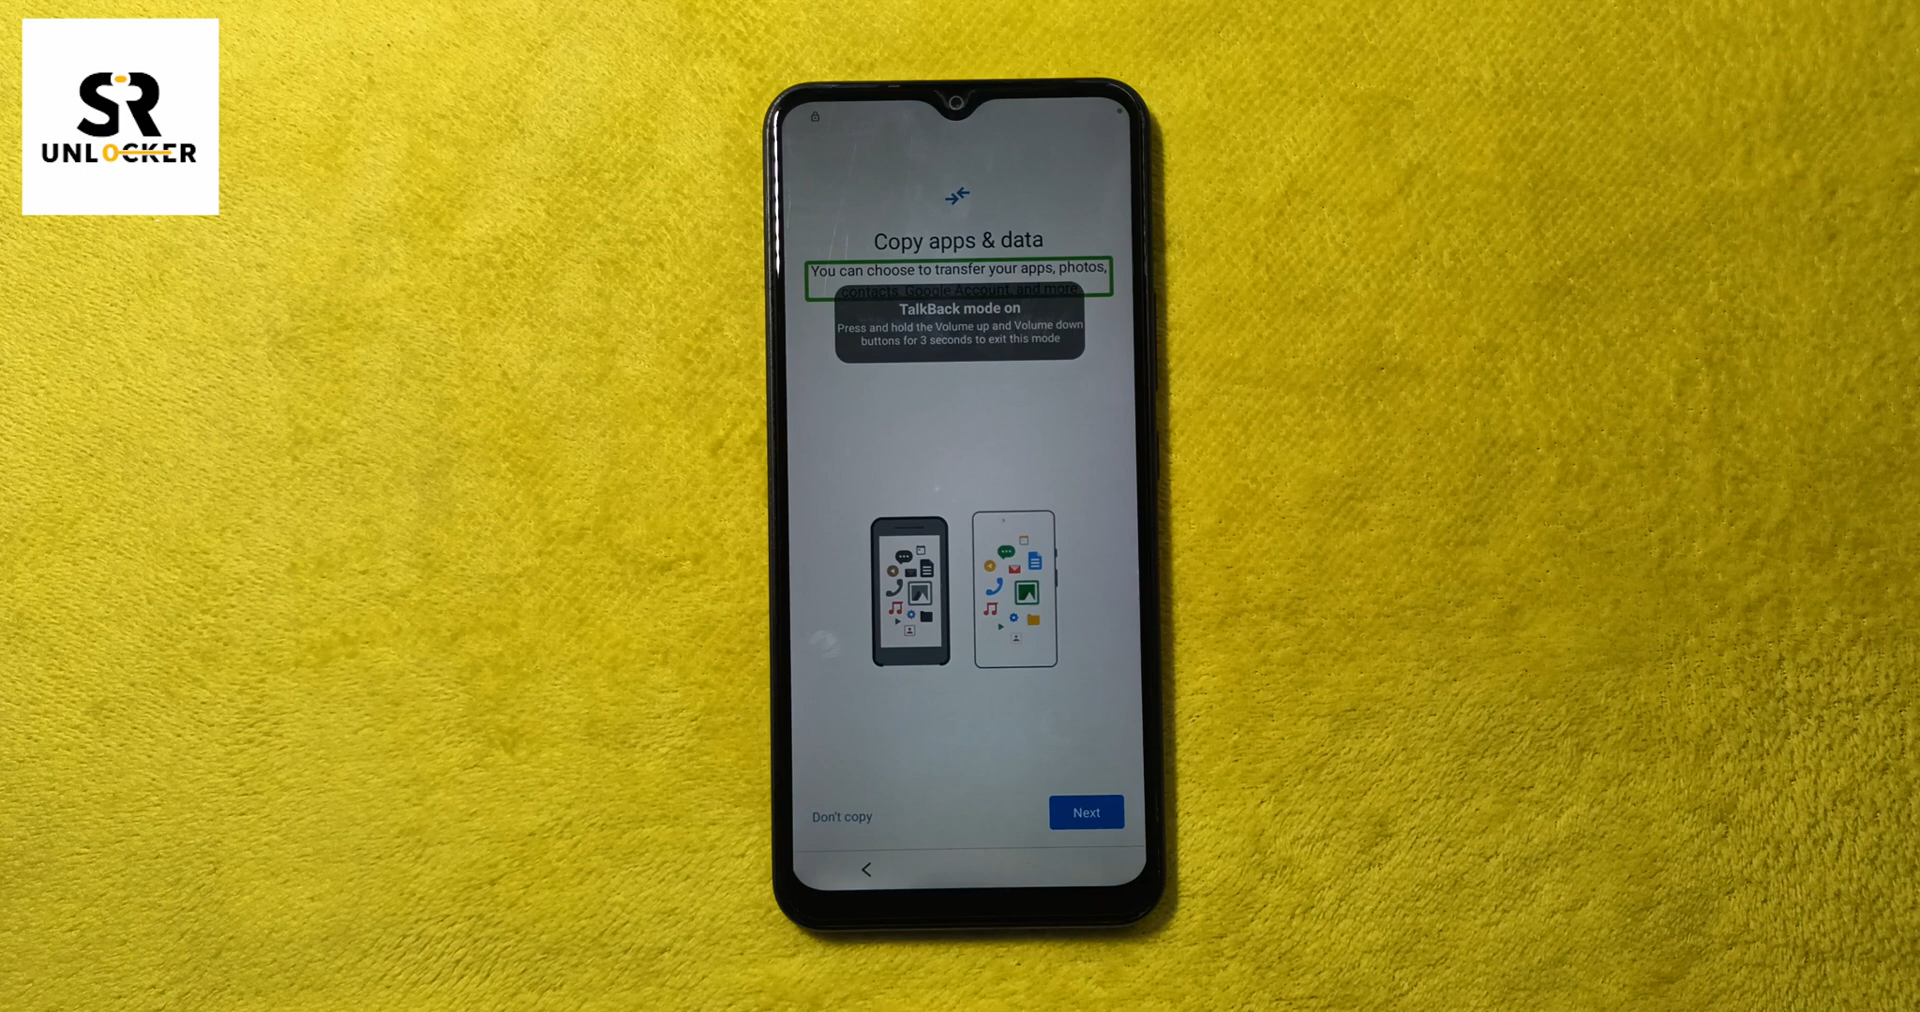 SR
UNLOCKER
Copy apps & data
You can choose to transfer your apps, photos,
contacts, Google Account, and more.
TalkBack mode on
Press and hold the Volume up and Volume down
buttons for 3 seconds to exit this mode
Don't copy
Next